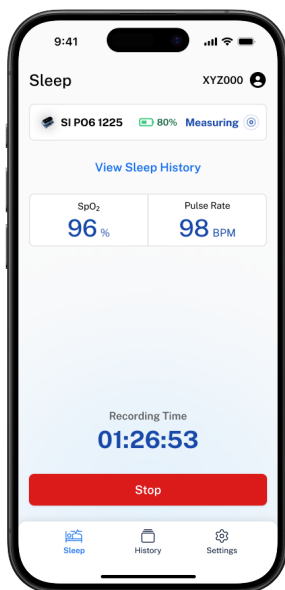 9:41
Sleep XYZ000
SI PO6 1225 80% Measuring
View Sleep History
SpO₂ Pulse Rate
96 % 98 BPM
Recording Time
01:26:53
Stop
Sleep History Settings